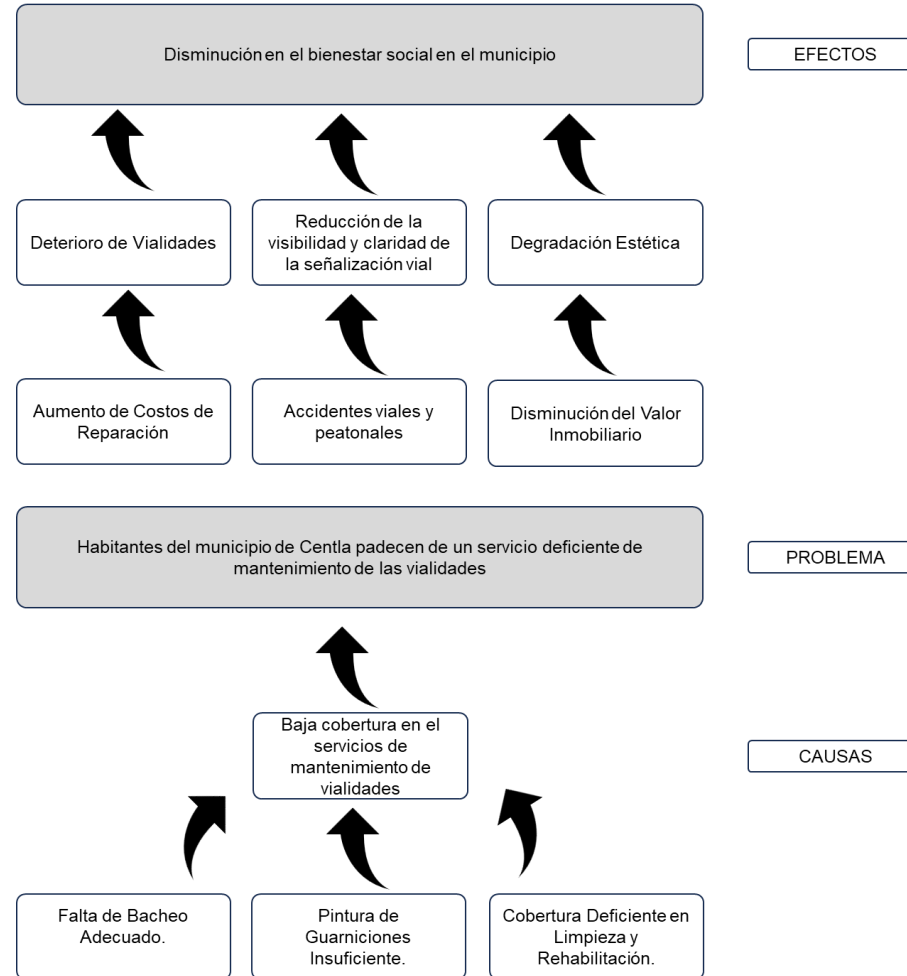 Disminución en el bienestar social en el municipio
EFECTOS
Deterioro de Vialidades
Reducción de la
visibilidad y claridad de
la señalización vial
Degradación Estética
Aumento de Costos de
Reparación
Accidentes viales y
peatonales
Disminución del Valor
Inmobiliario
Habitantes del municipio de Centla padecen de un servicio deficiente de
mantenimiento de las vialidades
PROBLEMA
Baja cobertura en el
servicios de
mantenimiento de
vialidades
CAUSAS
Falta de Bacheo
Adecuado.
Pintura de
Guarniciones
Insuficiente.
Cobertura Deficiente en
Limpieza y
Rehabilitación.